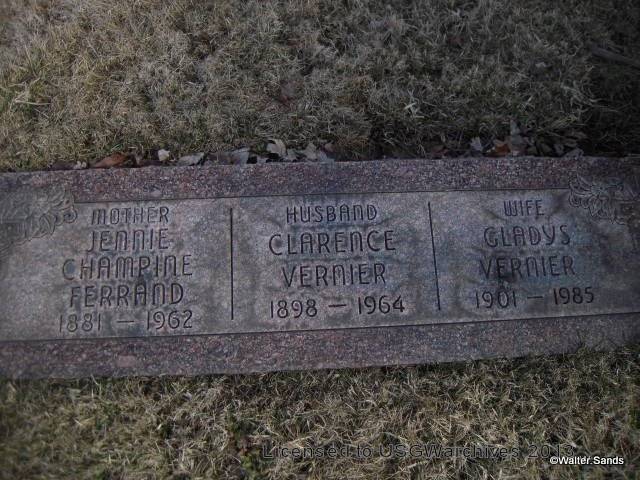 MOTHER
JENNIE
CHAMPINE
FERRAND
1881 — 1962
HUSBAND
CLARENCE
VERNIER
1898 — 1964
WIFE
GLADYS
VERNIER
1901 — 1985
Licensed to USGWarchives 2013
©Walter.Sands